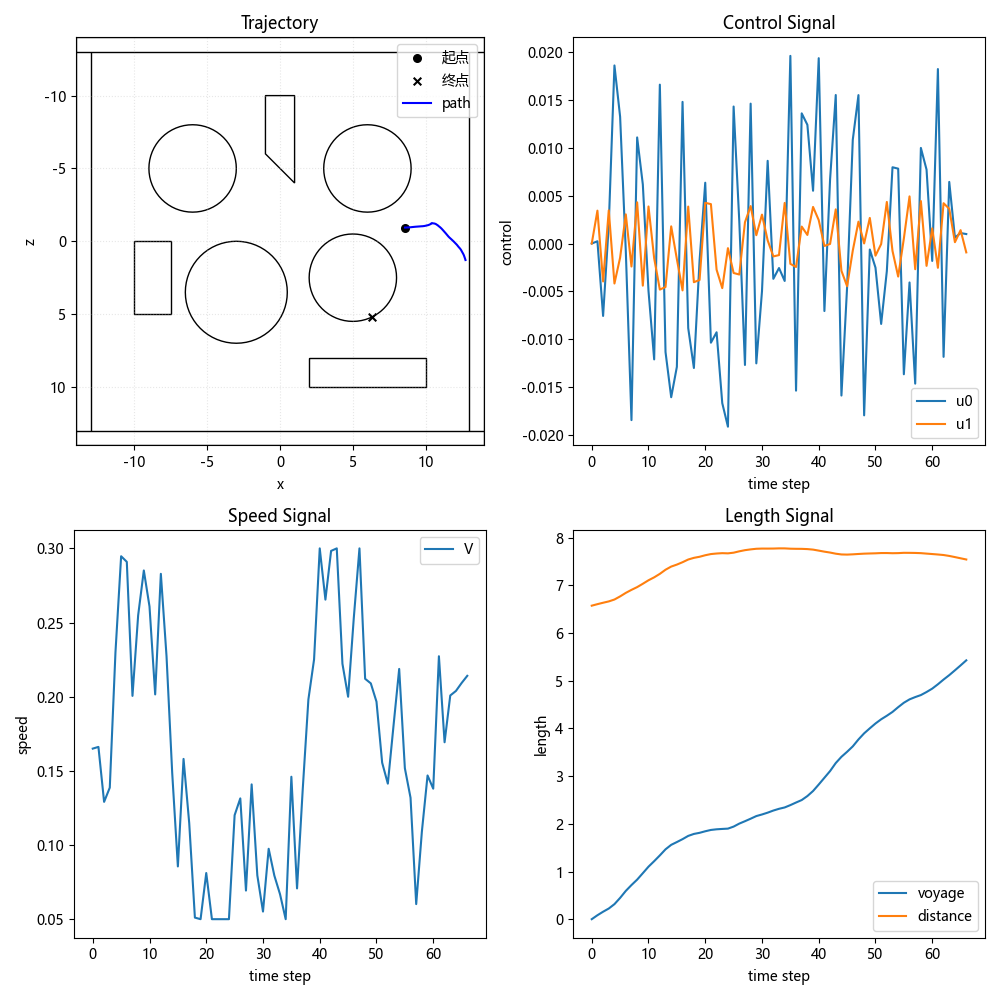 Trajectory
起点
终点
path
-10
-5
0
5
10
z
-10
-5
0
5
10
x
Control Signal
0.020
0.015
0.010
0.005
0.000
-0.005
-0.010
-0.015
-0.020
control
u0
u1
0
10
20
30
40
50
60
time step
Speed Signal
V
0.30
0.25
0.20
0.15
0.10
0.05
speed
0
10
20
30
40
50
60
time step
Length Signal
8
7
6
5
4
3
2
1
0
length
voyage
distance
0
10
20
30
40
50
60
time step